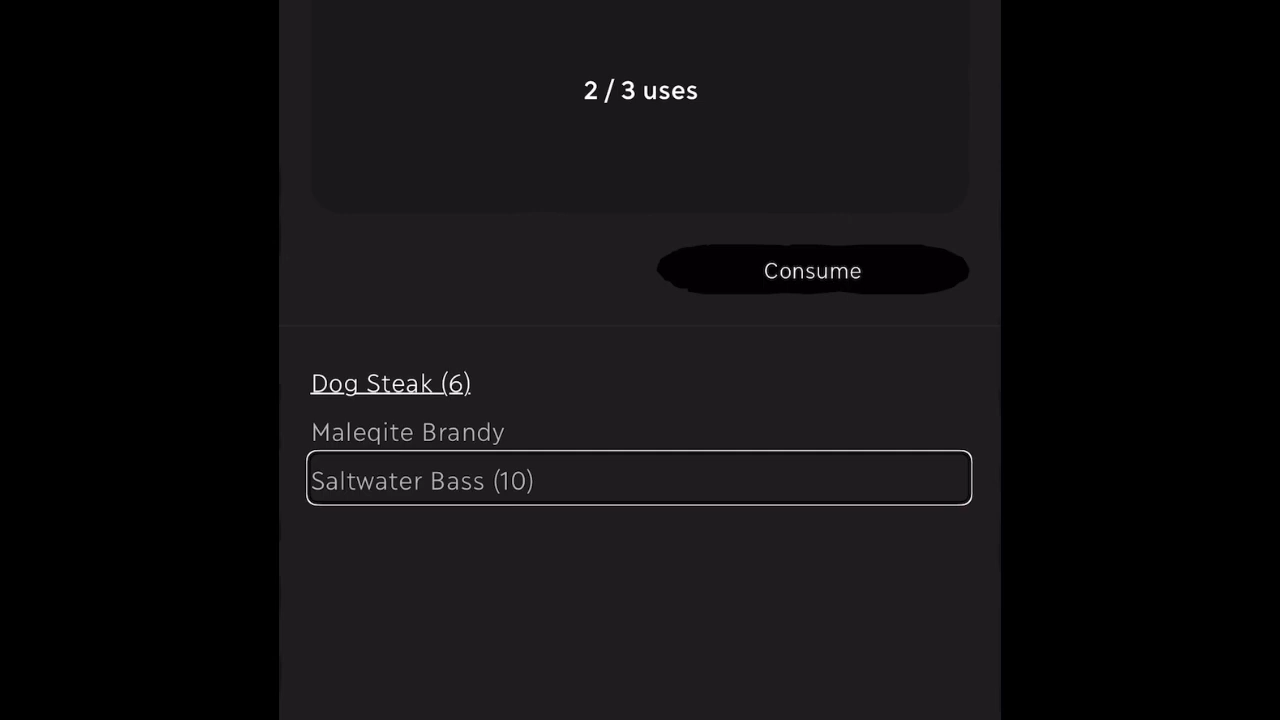 2 / 3 uses
Consume
Dog Steak (6)
Maleqite Brandy
Saltwater Bass (10)